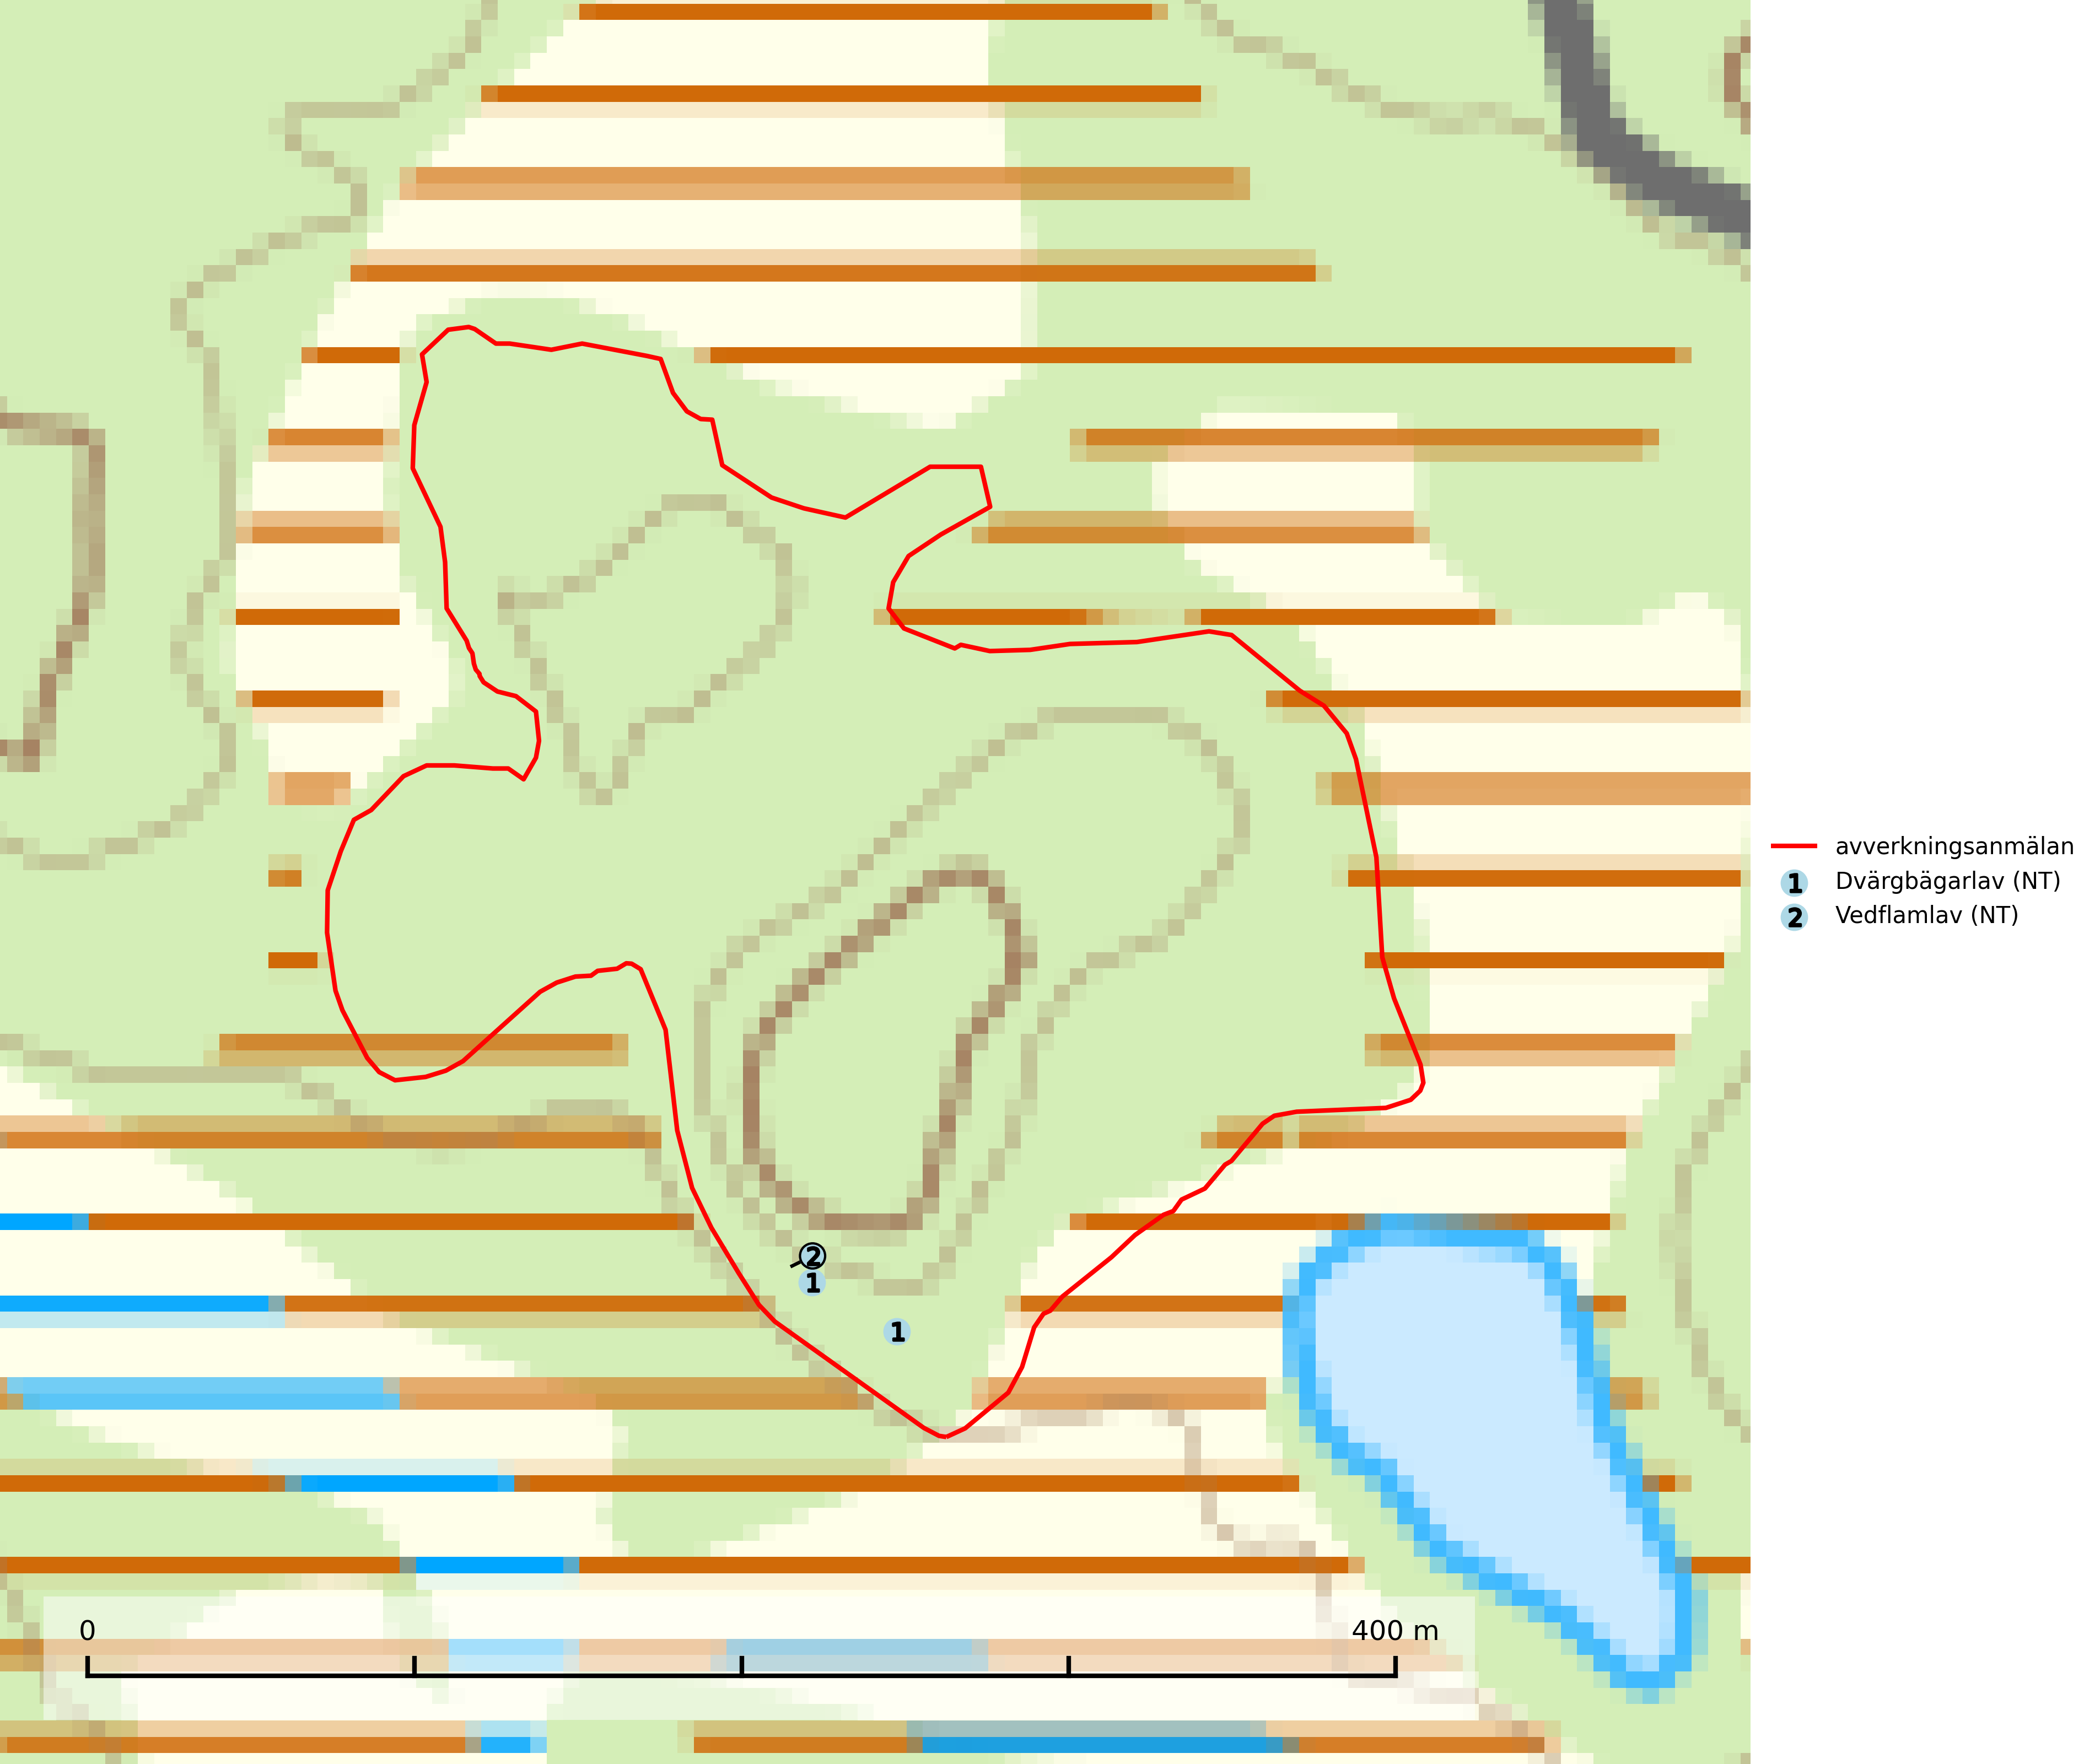 avverkningsanmälan
1 Dvärgbägarlav (NT)
2 Vedflamlav (NT)
2
1
1
0 400 m